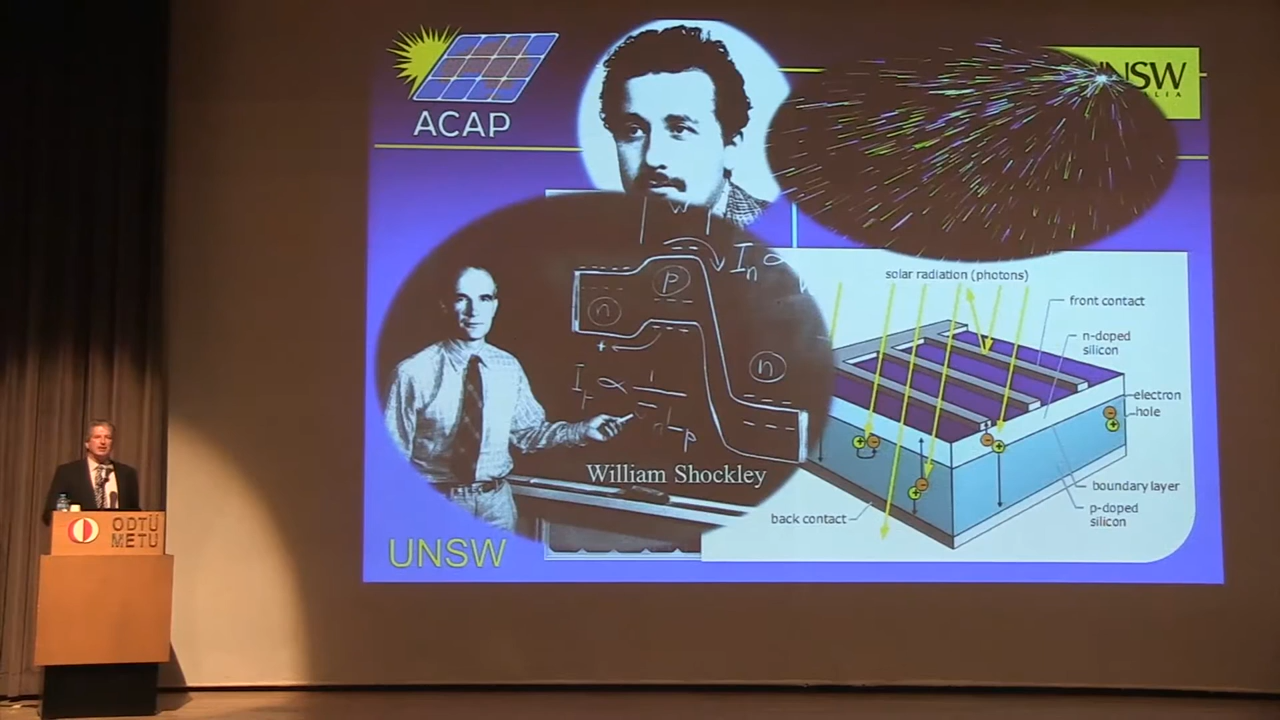 ACAP
UNSW
solar radiation (photons)
front contact
n-doped
silicon
electron
hole
boundary layer
p-doped
silicon
back contact
In ∝
p
n
n
William Shockley
UNSW
ODTÜ
METU